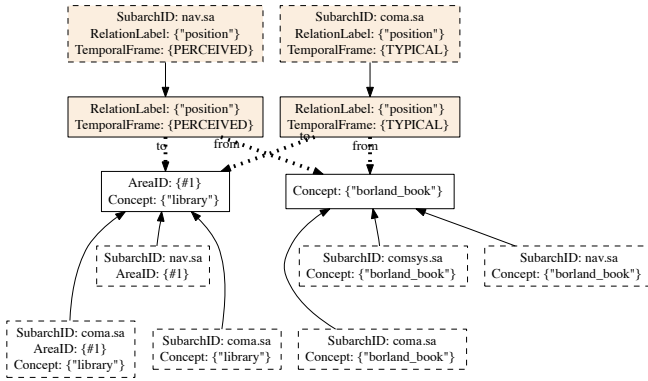 SubarchID: nav.sa
RelationLabel: {"position"}
TemporalFrame: {PERCEIVED}
SubarchID: coma.sa
RelationLabel: {"position"}
TemporalFrame: {TYPICAL}
RelationLabel: {"position"}
TemporalFrame: {PERCEIVED}
RelationLabel: {"position"}
TemporalFrame: {TYPICAL}
to
from
to
from
AreaID: {#1}
Concept: {"library"}
Concept: {"borland_book"}
SubarchID: nav.sa
AreaID: {#1}
SubarchID: comsys.sa
Concept: {"borland_book"}
SubarchID: nav.sa
Concept: {"borland_book"}
SubarchID: coma.sa
AreaID: {#1}
Concept: {"library"}
SubarchID: coma.sa
Concept: {"library"}
SubarchID: coma.sa
Concept: {"borland_book"}